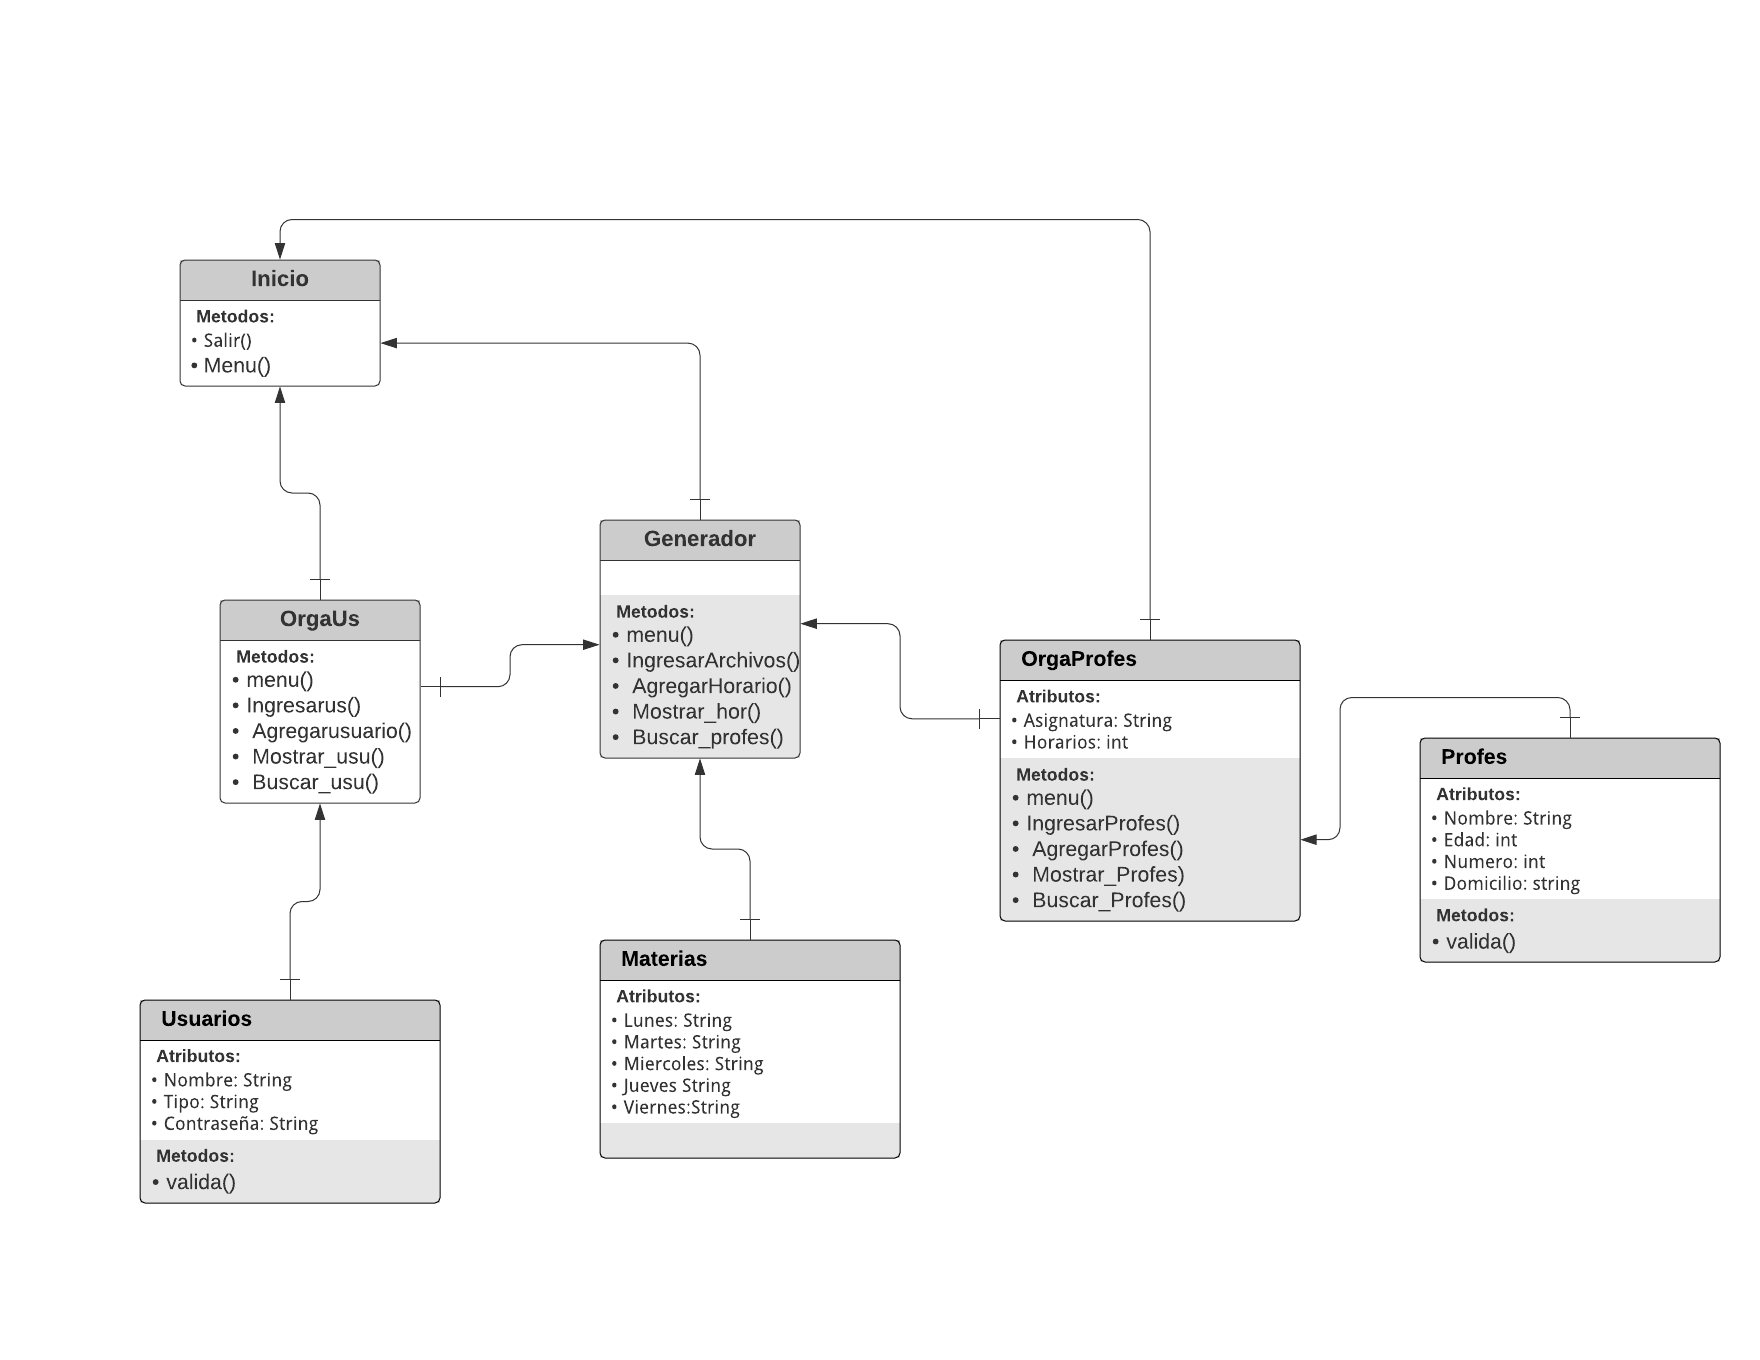 Inicio
Metodos:
• Salir()
• Menu()
Generador
Metodos:
• menu()
• IngresarArchivos()
• AgregarHorario()
• Mostrar_hor()
• Buscar_profes()
OrgaUs
Metodos:
• menu()
• Ingresarus()
• Agregarusuario()
• Mostrar_usu()
• Buscar_usu()
OrgaProfes
Atributos:
• Asignatura: String
• Horarios: int
Metodos:
• menu()
• IngresarProfes()
• AgregarProfes()
• Mostrar_Profes)
• Buscar_Profes()
Profes
Atributos:
• Nombre: String
• Edad: int
• Numero: int
• Domicilio: string
Metodos:
• valida()
Materias
Atributos:
• Lunes: String
• Martes: String
• Miercoles: String
• Jueves String
• Viernes:String
Usuarios
Atributos:
• Nombre: String
• Tipo: String
• Contraseña: String
Metodos:
• valida()